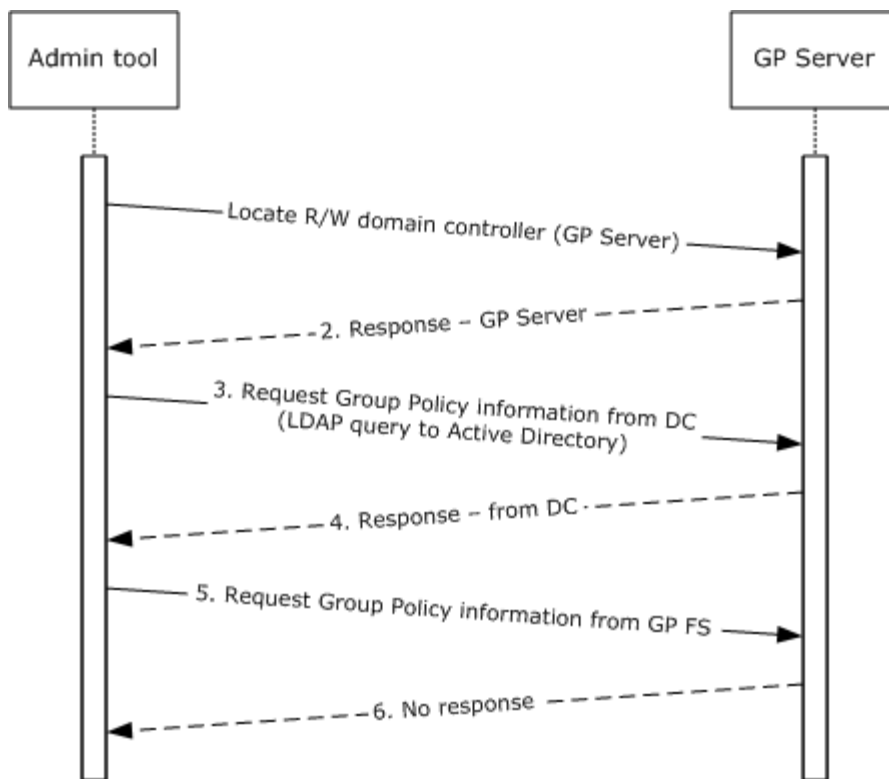 Admin tool
GP Server
Locate R/W domain controller (GP Server)
2. Response – GP Server
3. Request Group Policy information from DC
(LDAP query to Active Directory)
4. Response – from DC
5. Request Group Policy information from GP FS
6. No response